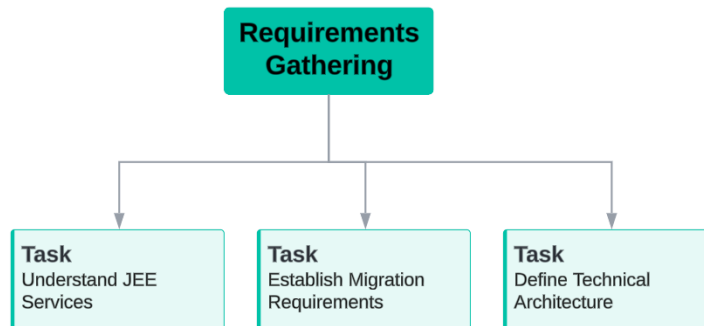 Requirements
Gathering
Task
Understand JEE
Services
Task
Establish Migration
Requirements
Task
Define Technical
Architecture